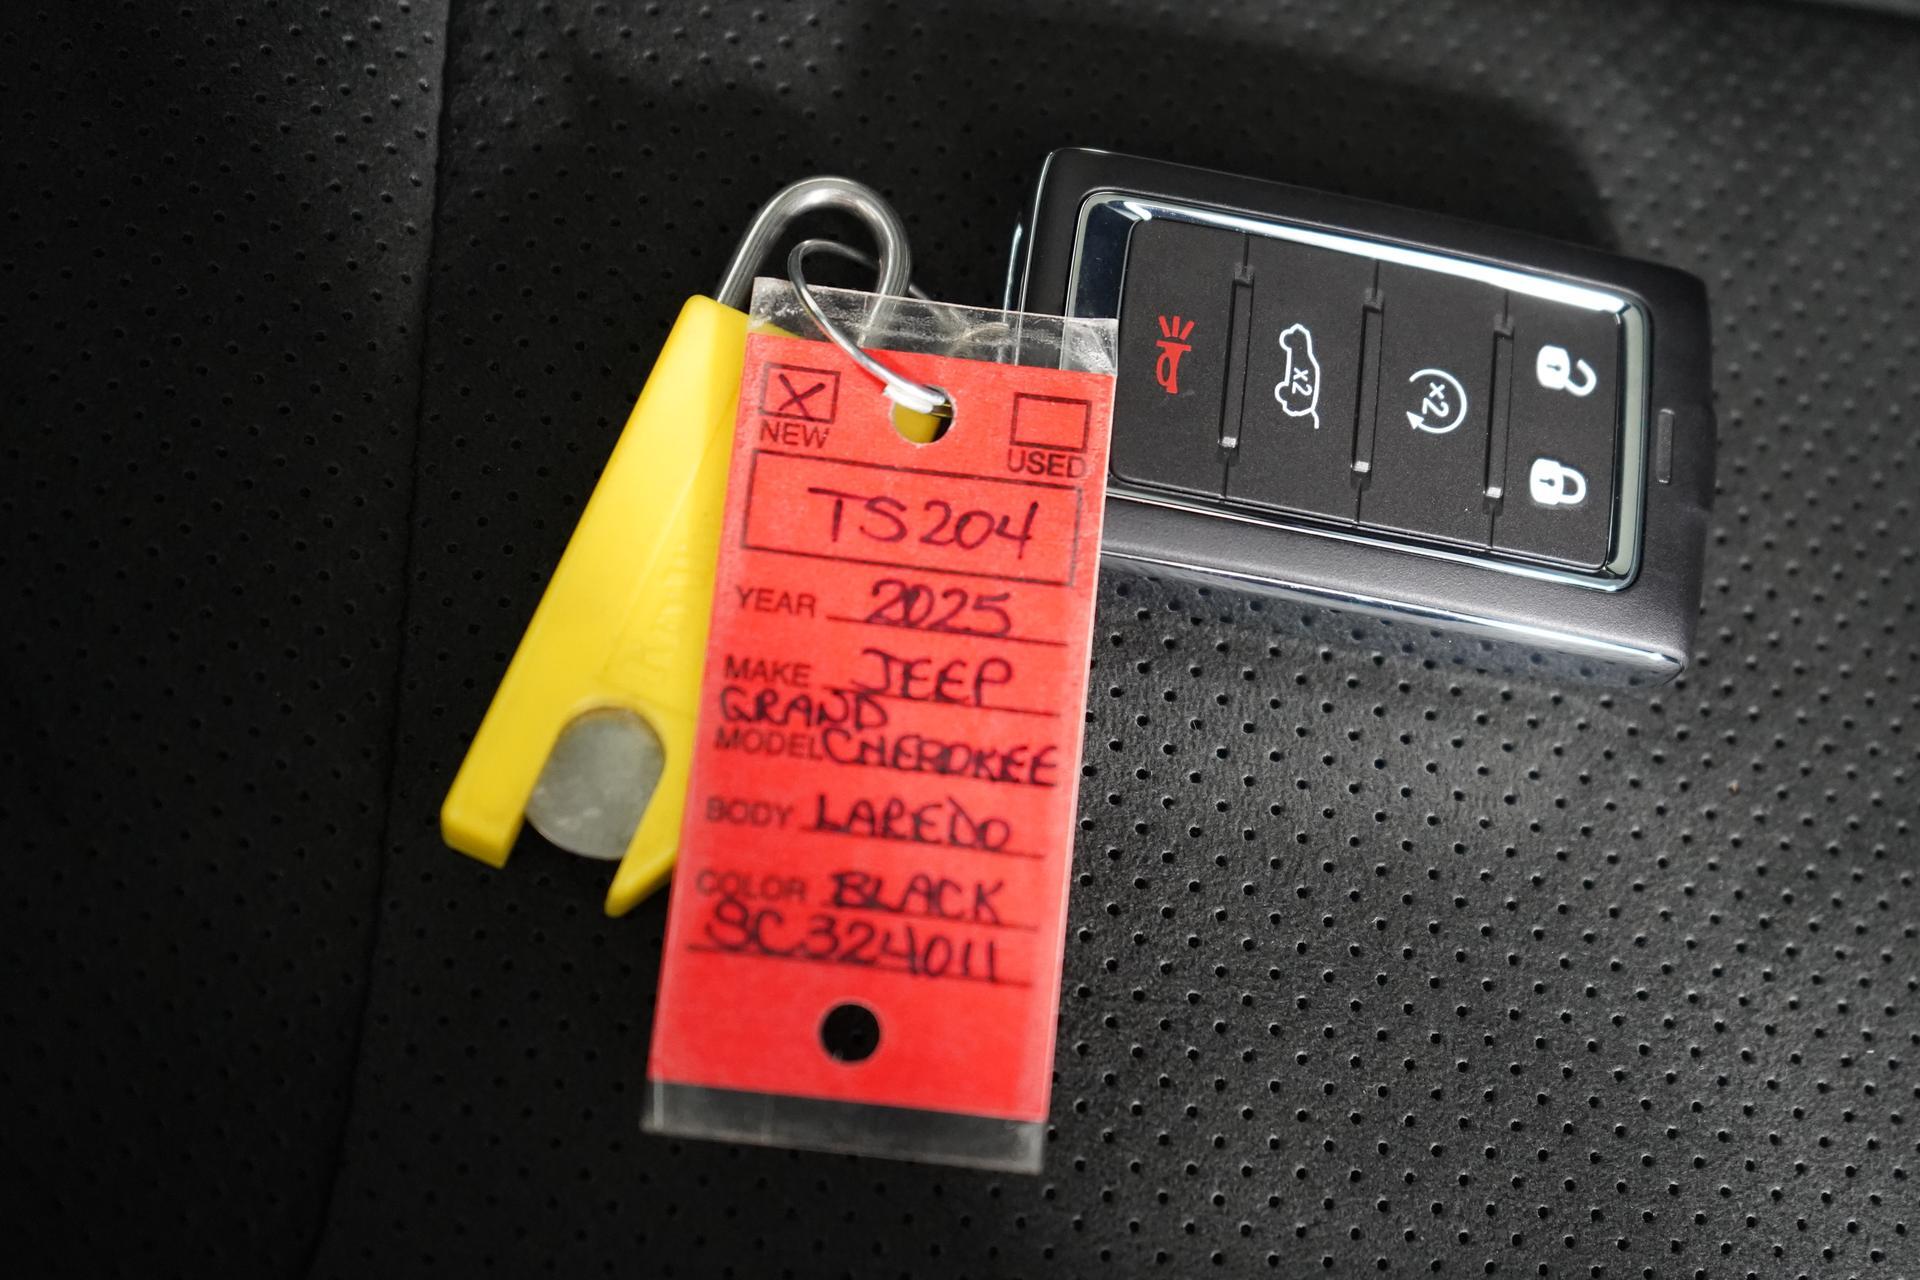 X
NEW
USED
TS204
YEAR 2025
MAKE JEEP
GRAND
MODEL CHEROKEE
BODY LAREDO
COLOR BLACK
SC324011
x2
x2